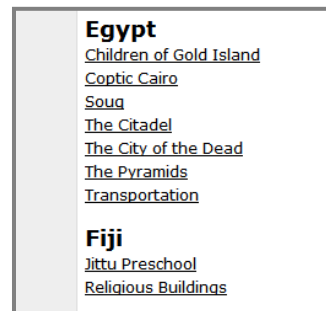 Egypt
Children of Gold Island
Coptic Cairo
Souq
The Citadel
The City of the Dead
The Pyramids
Transportation
Fiji
Jittu Preschool
Religious Buildings